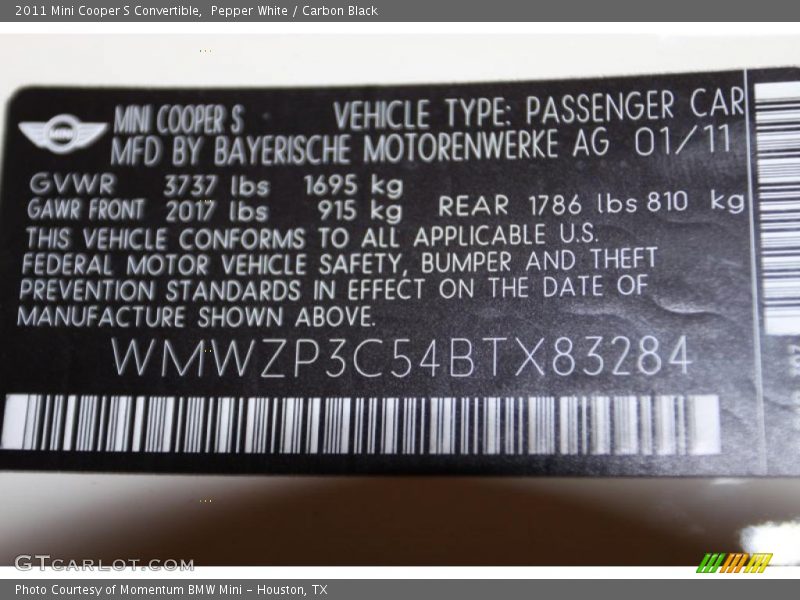 2011 Mini Cooper S Convertible,  Pepper White / Carbon Black
MINI COOPER S VEHICLE TYPE: PASSENGER CAR
MINI
MFD BY BAYERISCHE MOTORENWERKE AG 01/11
GVWR 3737 lbs 1695 kg
GAWR FRONT 2017 lbs 915 kg REAR 1786 lbs 810 kg
THIS VEHICLE CONFORMS TO ALL APPLICABLE U.S.
FEDERAL MOTOR VEHICLE SAFETY, BUMPER AND THEFT
PREVENTION STANDARDS IN EFFECT ON THE DATE OF
MANUFACTURE SHOWN ABOVE.
WMWZP3C54BTX83284
GTCARLOT.COM
Photo Courtesy of Momentum BMW Mini - Houston, TX